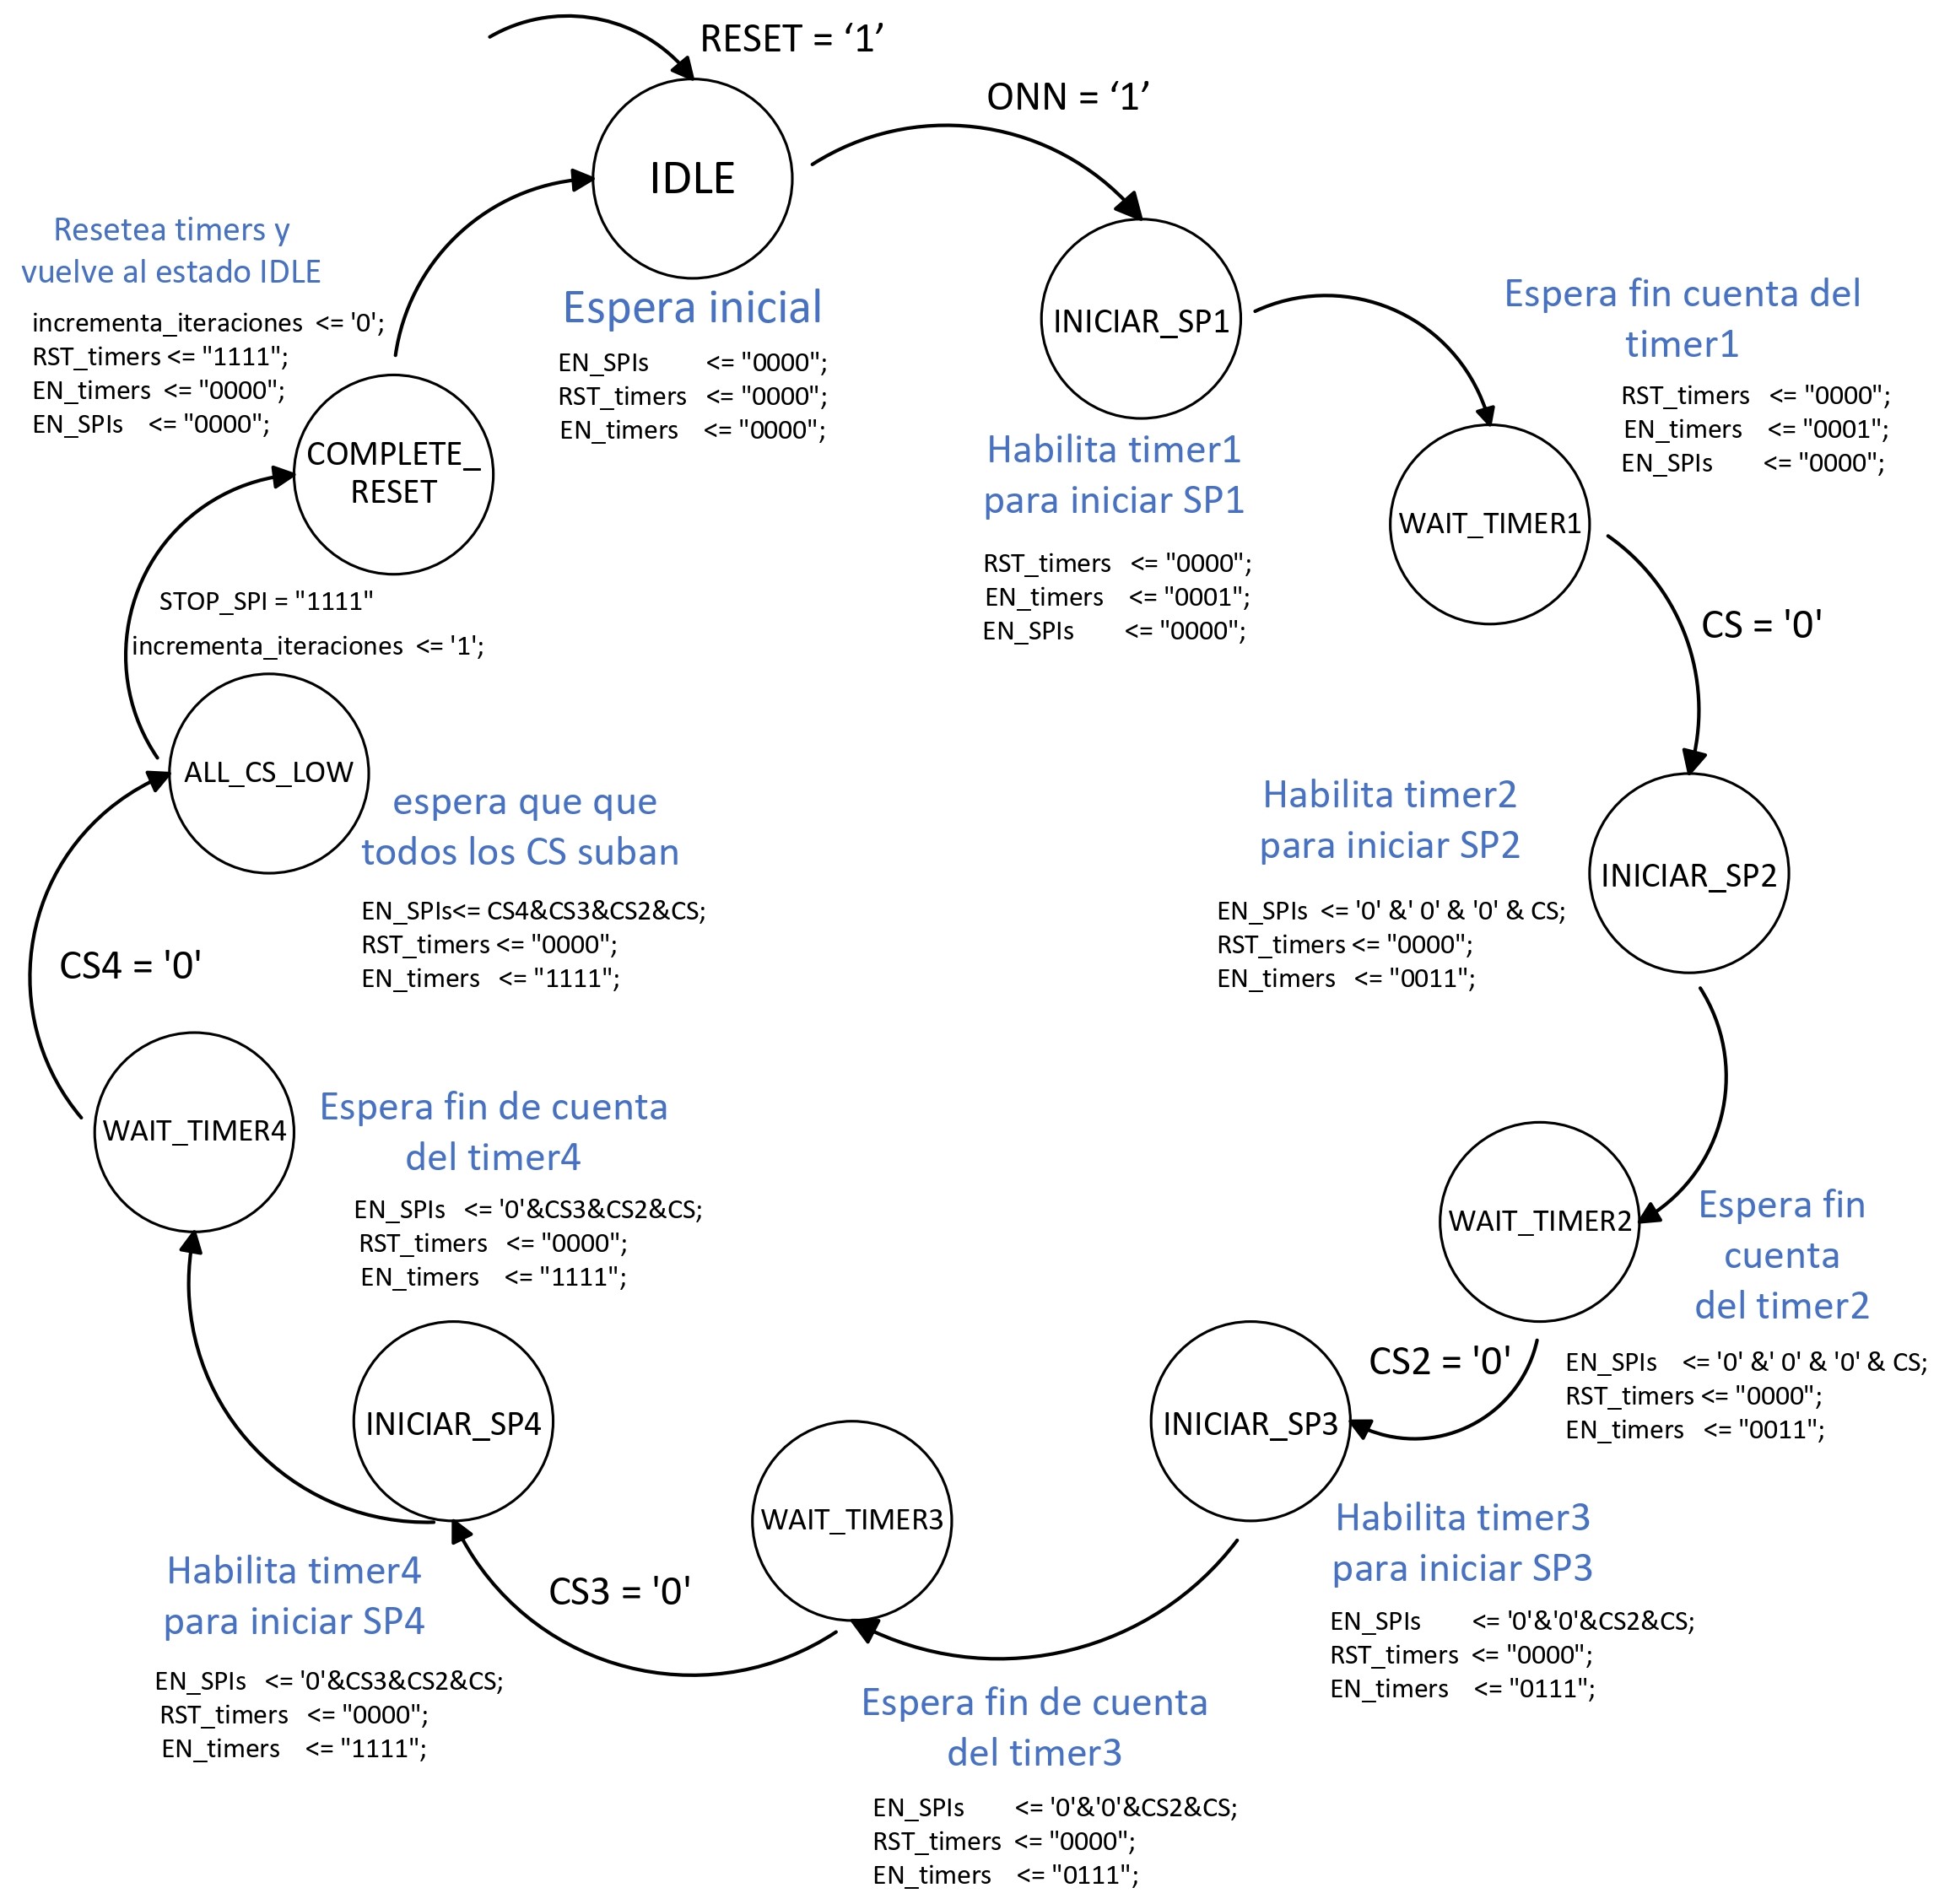 RESET = ‘1’
IDLE
Espera inicial
EN_SPIs <= "0000";
RST_timers <= "0000";
EN_timers <= "0000";
ONN = ‘1’
INICIAR_SP1
Habilita timer1
para iniciar SP1
RST_timers <= "0000";
EN_timers <= "0001";
EN_SPIs <= "0000";
Espera fin cuenta del
timer1
RST_timers <= "0000";
EN_timers <= "0001";
EN_SPIs <= "0000";
WAIT_TIMER1
CS = '0'
Habilita timer2
para iniciar SP2
INICIAR_SP2
EN_SPIs <= '0' &' 0' & '0' & CS;
RST_timers <= "0000";
EN_timers <= "0011";
WAIT_TIMER2
Espera fin
cuenta
del timer2
EN_SPIs <= '0' &' 0' & '0' & CS;
RST_timers <= "0000";
EN_timers <= "0011";
CS2 = '0'
INICIAR_SP3
Habilita timer3
para iniciar SP3
EN_SPIs <= '0'&'0'&CS2&CS;
RST_timers <= "0000";
EN_timers <= "0111";
WAIT_TIMER3
Espera fin de cuenta
del timer3
EN_SPIs <= '0'&'0'&CS2&CS;
RST_timers <= "0000";
EN_timers <= "0111";
CS3 = '0'
INICIAR_SP4
Habilita timer4
para iniciar SP4
EN_SPIs <= '0'&CS3&CS2&CS;
RST_timers <= "0000";
EN_timers <= "1111";
WAIT_TIMER4
Espera fin de cuenta
del timer4
EN_SPIs <= '0'&CS3&CS2&CS;
RST_timers <= "0000";
EN_timers <= "1111";
CS4 = '0'
ALL_CS_LOW
espera que que
todos los CS suban
EN_SPIs<= CS4&CS3&CS2&CS;
RST_timers <= "0000";
EN_timers <= "1111";
STOP_SPI = "1111"
incrementa_iteraciones <= '1';
COMPLETE_
RESET
Resetea timers y
vuelve al estado IDLE
incrementa_iteraciones <= '0';
RST_timers <= "1111";
EN_timers <= "0000";
EN_SPIs <= "0000";